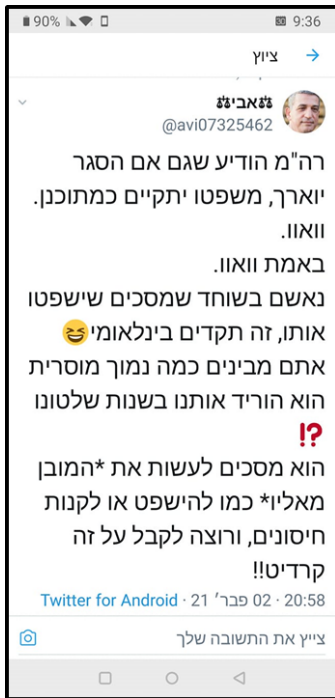 90% 9:36
ציוץ
אבי
@avi07325462
רה"מ הודיע שגם אם הסגר
יוארך, משפטו יתקיים כמתוכנן.
וואוו.
באמת וואוו.
נאשם בשוחד שמסכים שישפטו
אותו, זה תקדים בינלאומי😆
אתם מבינים כמה נמוך מוסרית
הוא הוריד אותנו בשנות שלטונו
⁉️
הוא מסכים לעשות את *המובן
מאליו* כמו להישפט או לקנות
חיסונים, ורוצה לקבל על זה
קרדיט!!
20:58 · 02 פבר׳ 21 · Twitter for Android
צייץ את התשובה שלך